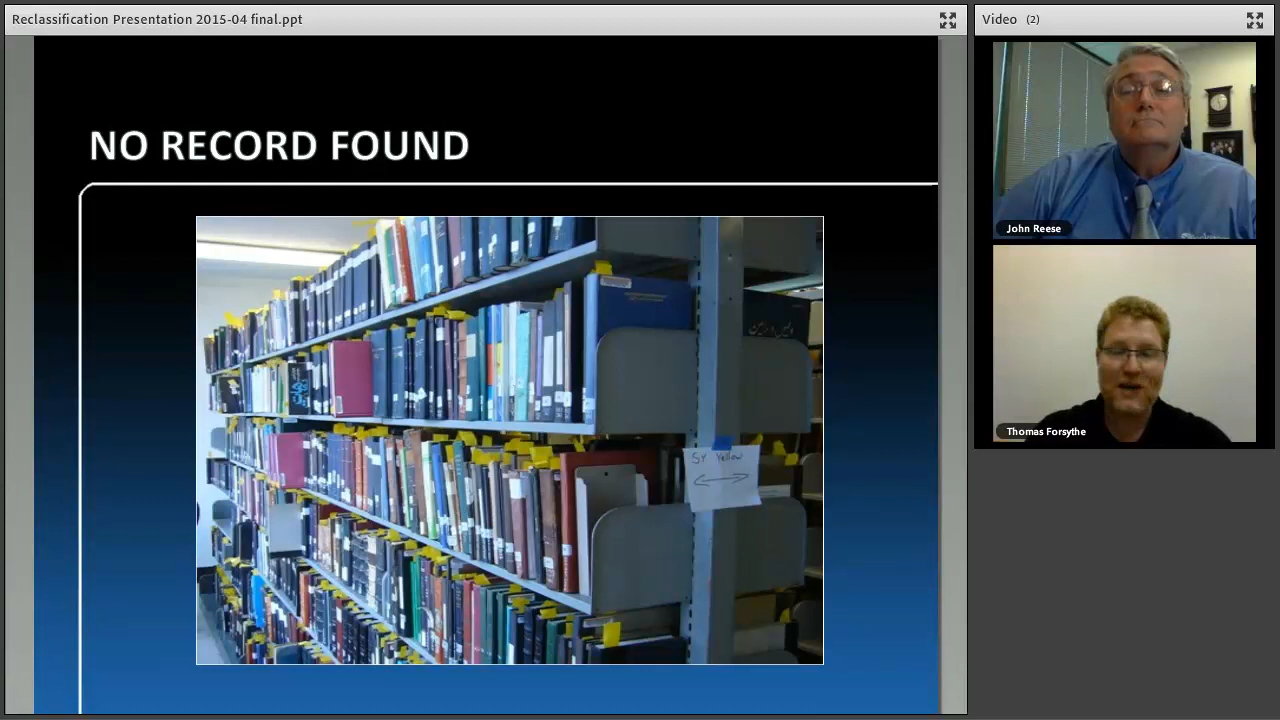 Reclassification Presentation 2015-04 final.ppt
Video (2)
NO RECORD FOUND
John Reese
Thomas Forsythe
SY Yellow